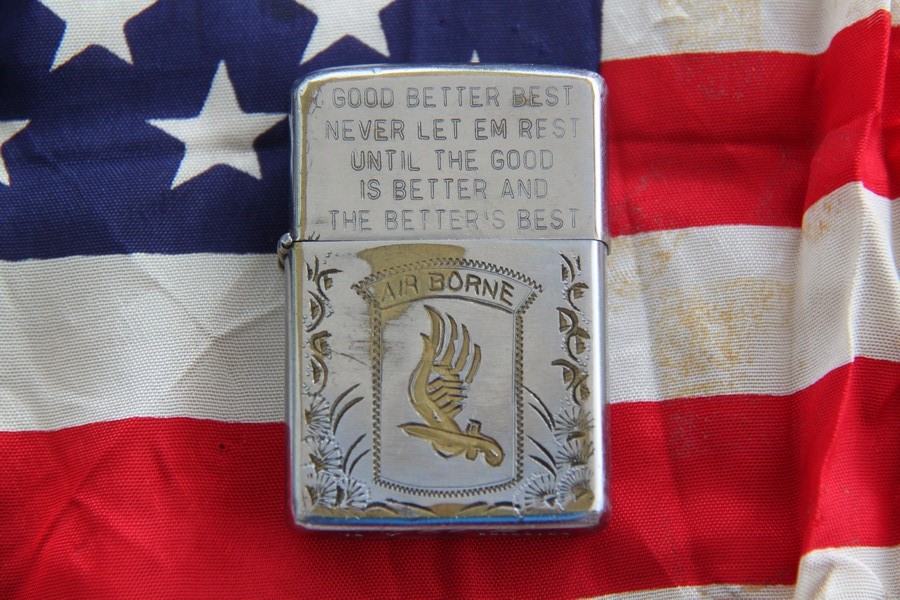 GOOD BETTER BEST
NEVER LET EM REST
UNTIL THE GOOD
IS BETTER AND
THE BETTER'S BEST
AIR BORNE